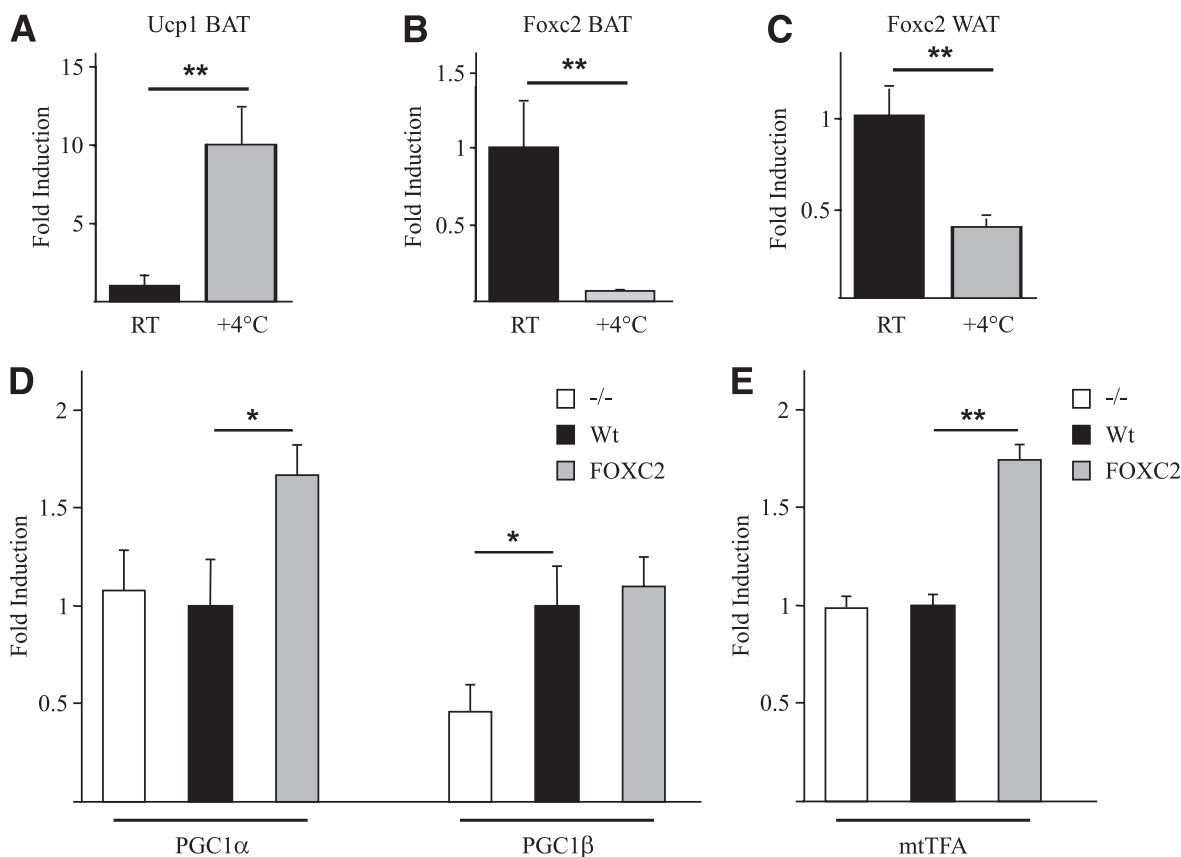 A
Ucp1 BAT
Fold Induction
15
10
5
**
RT
+4°C
B
Foxc2 BAT
Fold Induction
1.5
1
0.5
**
RT
+4°C
C
Foxc2 WAT
Fold Induction
1
0.5
**
RT
+4°C
D
Fold Induction
2
1.5
1
0.5
*
*
-/-
Wt
FOXC2
PGC1α
PGC1β
E
Fold Induction
2
1.5
1
0.5
**
-/-
Wt
FOXC2
mtTFA